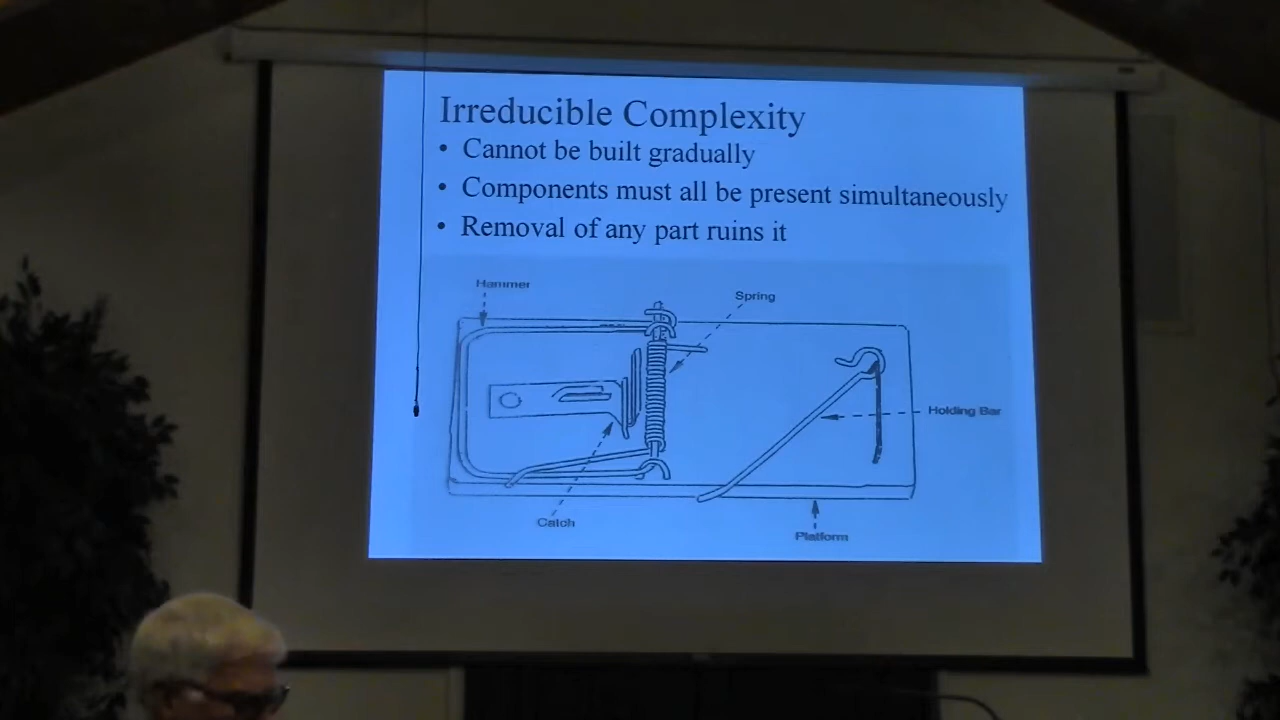 Irreducible Complexity
• Cannot be built gradually
• Components must all be present simultaneously
• Removal of any part ruins it
Hammer
Spring
Holding Bar
Catch
Platform